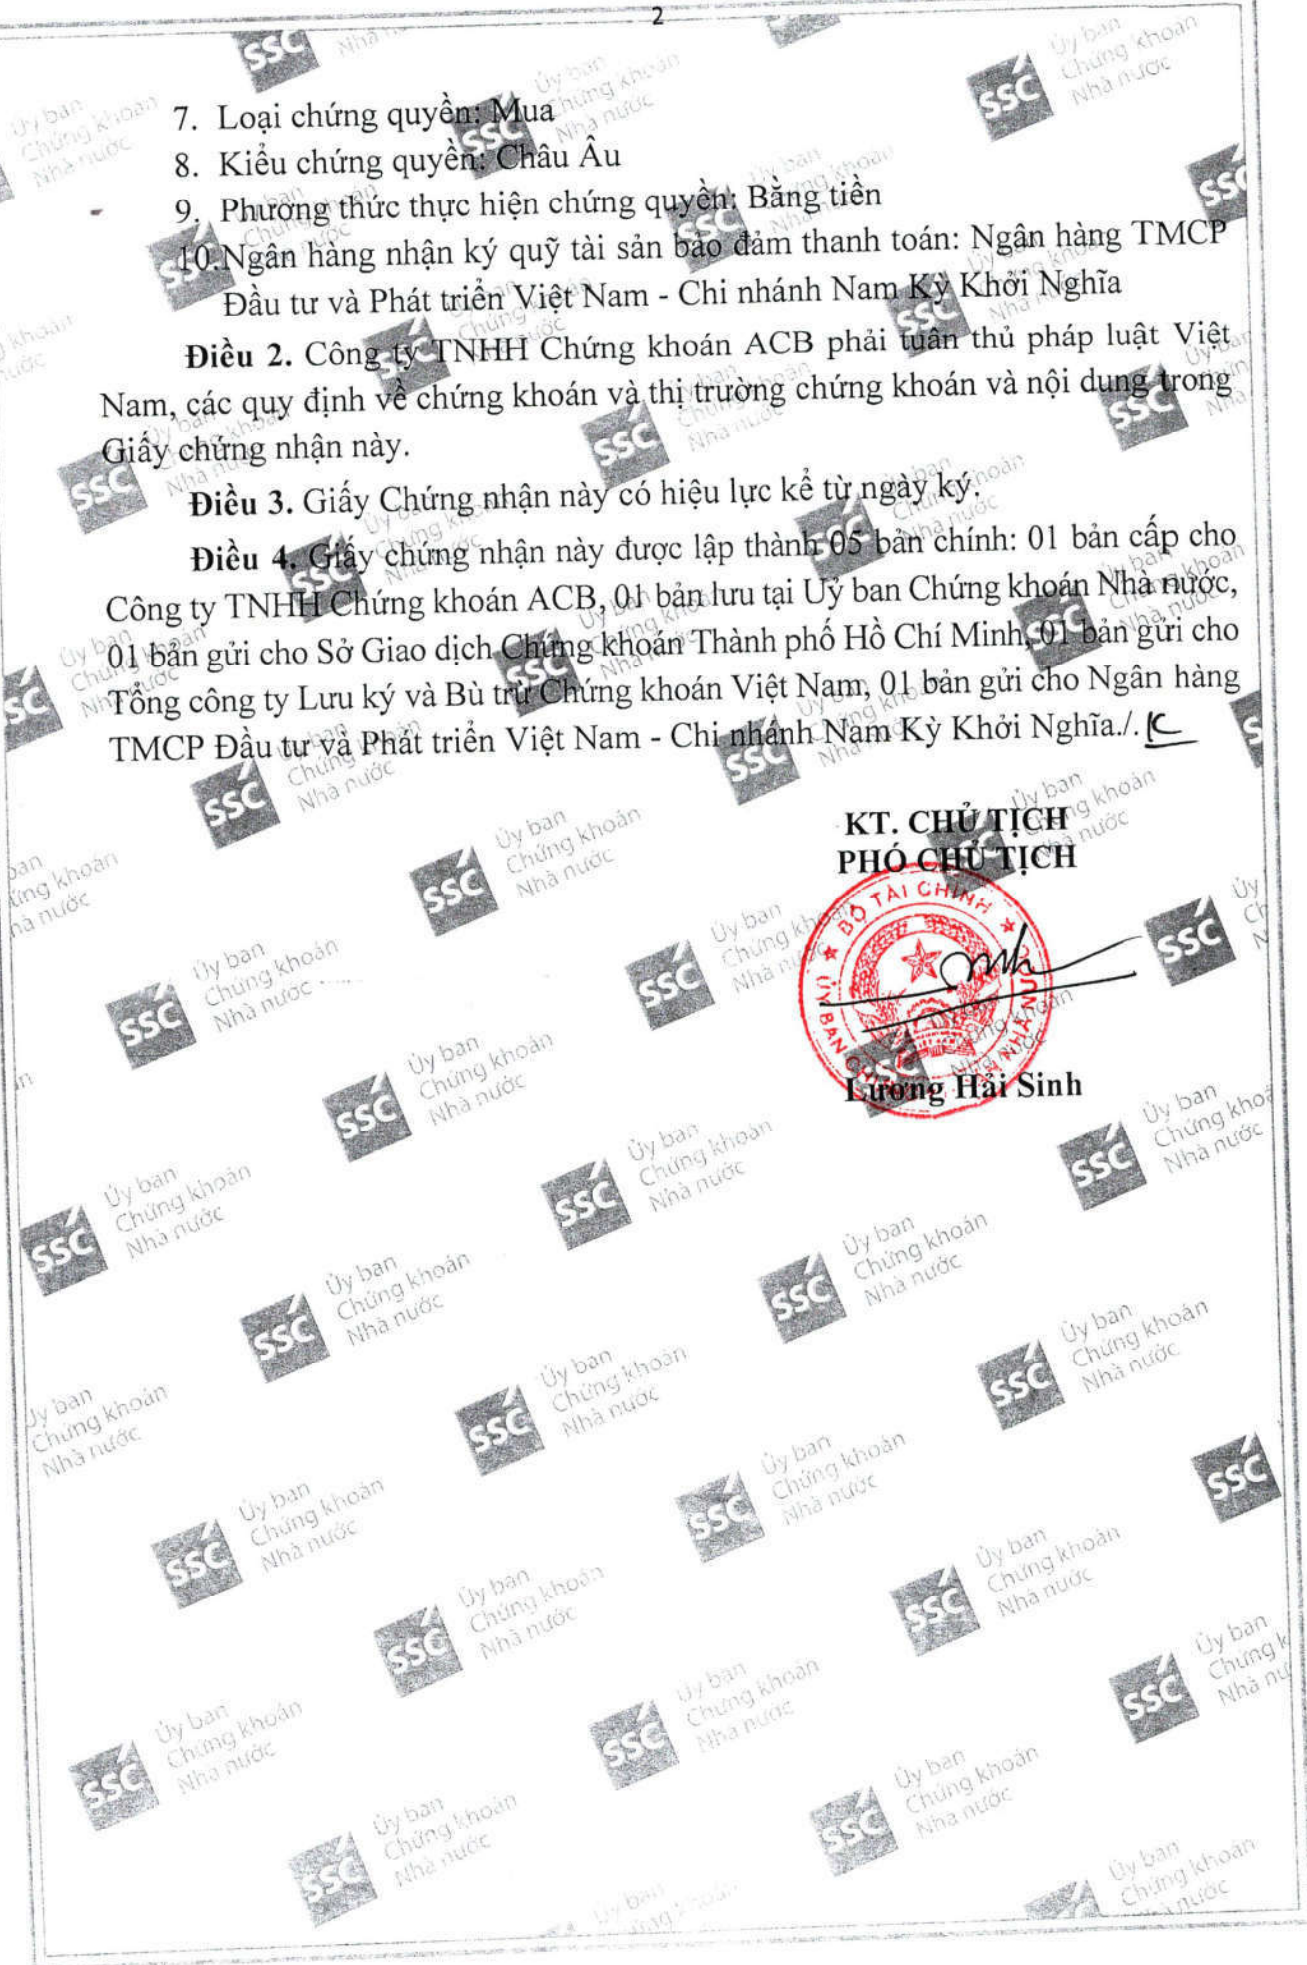 2
7. Loại chứng quyền: Mua
8. Kiểu chứng quyền: Châu Âu
9. Phương thức thực hiện chứng quyền: Bằng tiền
10.Ngân hàng nhận ký quỹ tài sản bảo đảm thanh toán: Ngân hàng TMCP
Đầu tư và Phát triển Việt Nam - Chi nhánh Nam Kỳ Khởi Nghĩa
Điều 2. Công ty TNHH Chứng khoán ACB phải tuân thủ pháp luật Việt
Nam, các quy định về chứng khoán và thị trường chứng khoán và nội dung trong
Giấy chứng nhận này.
Điều 3. Giấy Chứng nhận này có hiệu lực kể từ ngày ký.
Điều 4. Giấy chứng nhận này được lập thành 05 bản chính: 01 bản cấp cho
Công ty TNHH Chứng khoán ACB, 01 bản lưu tại Uỷ ban Chứng khoán Nhà nước,
01 bản gửi cho Sở Giao dịch Chứng khoán Thành phố Hồ Chí Minh, 01 bản gửi cho
Tổng công ty Lưu ký và Bù trừ Chứng khoán Việt Nam, 01 bản gửi cho Ngân hàng
TMCP Đầu tư và Phát triển Việt Nam - Chi nhánh Nam Kỳ Khởi Nghĩa./.
KT. CHỦ TỊCH
PHÓ CHỦ TỊCH
BỘ TÀI CHÍNH
Lương Hải Sinh
SSC
Ủy ban
Chứng khoán
Nhà nước